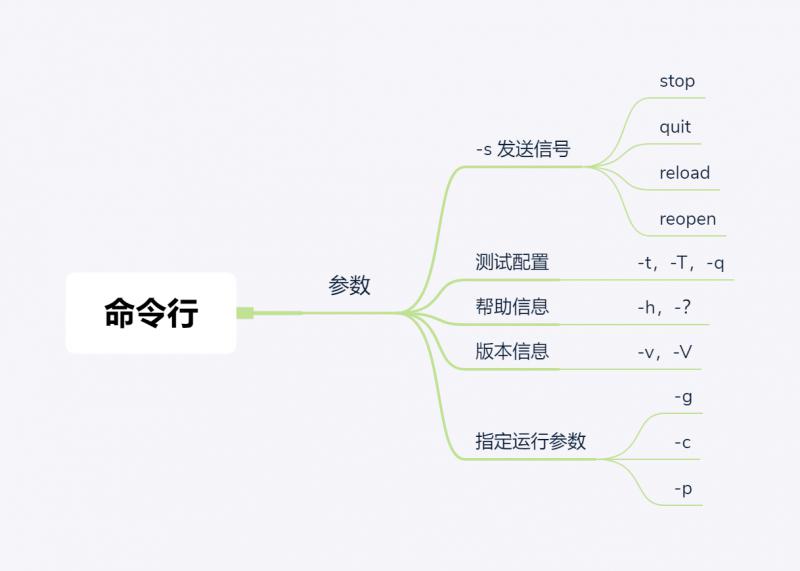 命令行
参数
-s 发送信号
stop
quit
reload
reopen
测试配置
-t，-T，-q
帮助信息
-h，-?
版本信息
-v，-V
指定运行参数
-g
-c
-p